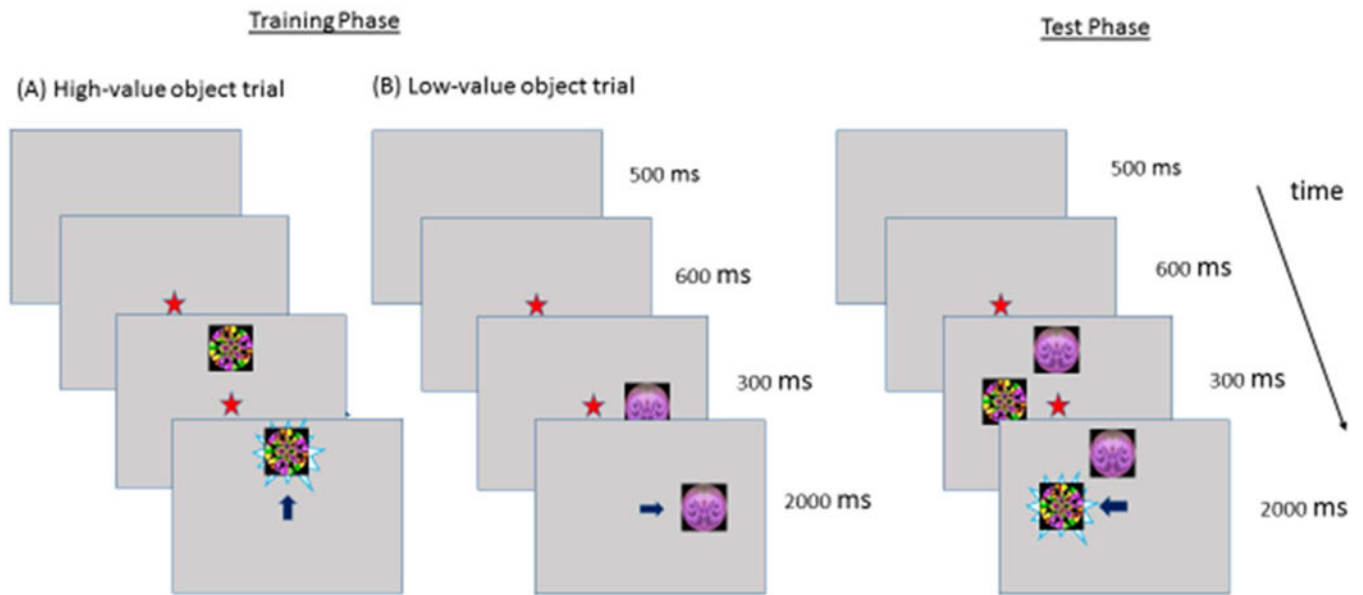 Training Phase
Test Phase
(A) High-value object trial
(B) Low-value object trial
500 ms
600 ms
300 ms
2000 ms
500 ms
600 ms
300 ms
2000 ms
time